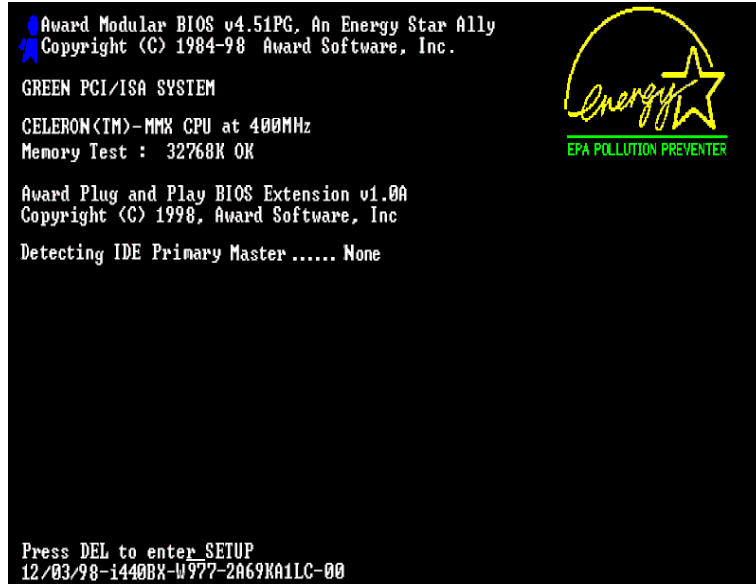 Award Modular BIOS v4.51PG, An Energy Star Ally
Copyright (C) 1984-98 Award Software, Inc.
energy
EPA POLLUTION PREVENTER
GREEN PCI/ISA SYSTEM
CELERON(TM)-MMX CPU at 400MHz
Memory Test : 32768K OK
Award Plug and Play BIOS Extension v1.0A
Copyright (C) 1998, Award Software, Inc
Detecting IDE Primary Master ...... None
Press DEL to enter SETUP
12/03/98-i440BX-W977-2A69KA1LC-00